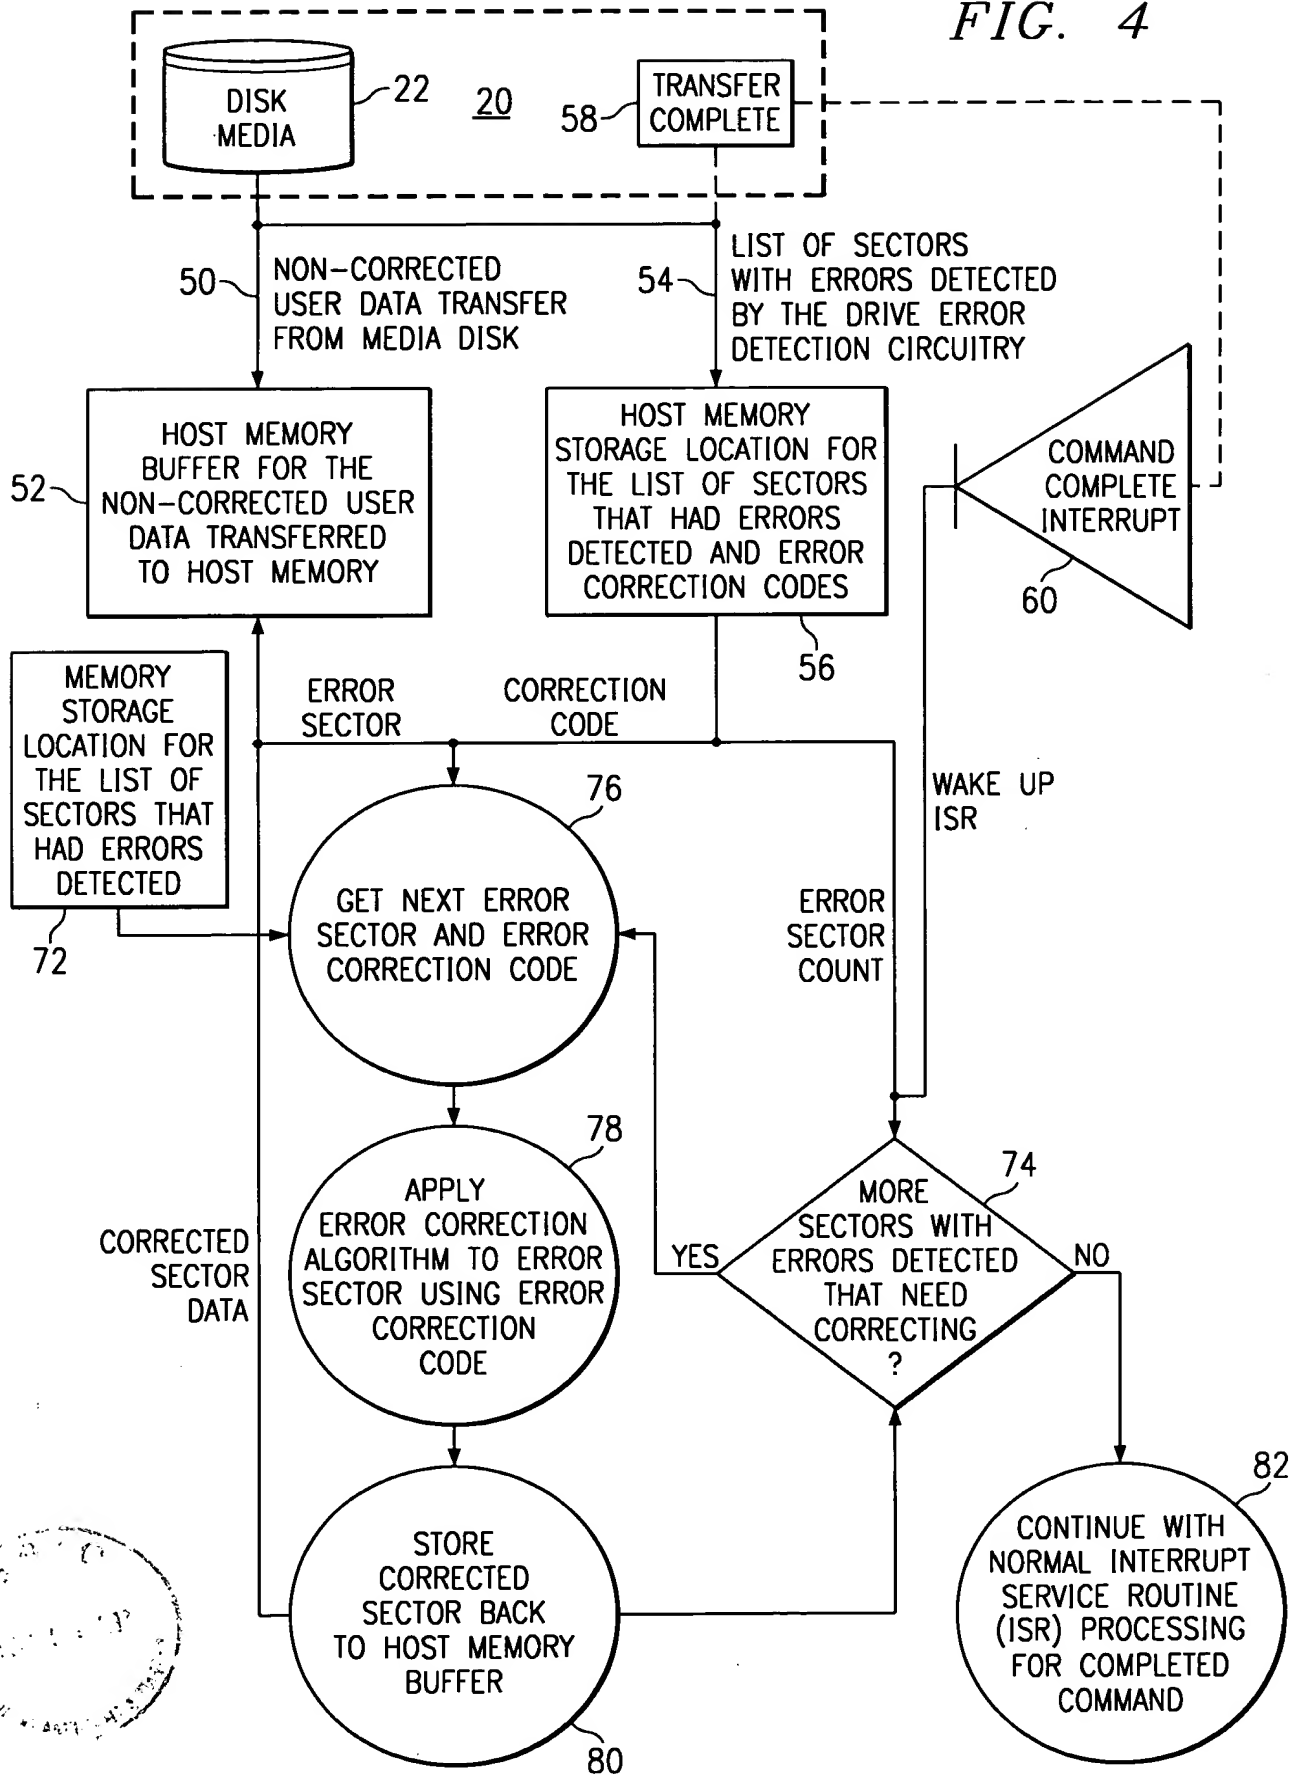 FIG. 4
DISK
MEDIA
22
20
58
TRANSFER
COMPLETE
50
NON-CORRECTED
USER DATA TRANSFER
FROM MEDIA DISK
54
LIST OF SECTORS
WITH ERRORS DETECTED
BY THE DRIVE ERROR
DETECTION CIRCUITRY
52
HOST MEMORY
BUFFER FOR THE
NON-CORRECTED USER
DATA TRANSFERRED
TO HOST MEMORY
HOST MEMORY
STORAGE LOCATION FOR
THE LIST OF SECTORS
THAT HAD ERRORS
DETECTED AND ERROR
CORRECTION CODES
56
COMMAND
COMPLETE
INTERRUPT
60
MEMORY
STORAGE
LOCATION FOR
THE LIST OF
SECTORS THAT
HAD ERRORS
DETECTED
72
ERROR
SECTOR
CORRECTION
CODE
76
GET NEXT ERROR
SECTOR AND ERROR
CORRECTION CODE
WAKE UP
ISR
ERROR
SECTOR
COUNT
78
APPLY
ERROR CORRECTION
ALGORITHM TO ERROR
SECTOR USING ERROR
CORRECTION
CODE
CORRECTED
SECTOR
DATA
74
MORE
SECTORS WITH
ERRORS DETECTED
THAT NEED
CORRECTING
?
YES
NO
STORE
CORRECTED
SECTOR BACK
TO HOST MEMORY
BUFFER
80
82
CONTINUE WITH
NORMAL INTERRUPT
SERVICE ROUTINE
(ISR) PROCESSING
FOR COMPLETED
COMMAND